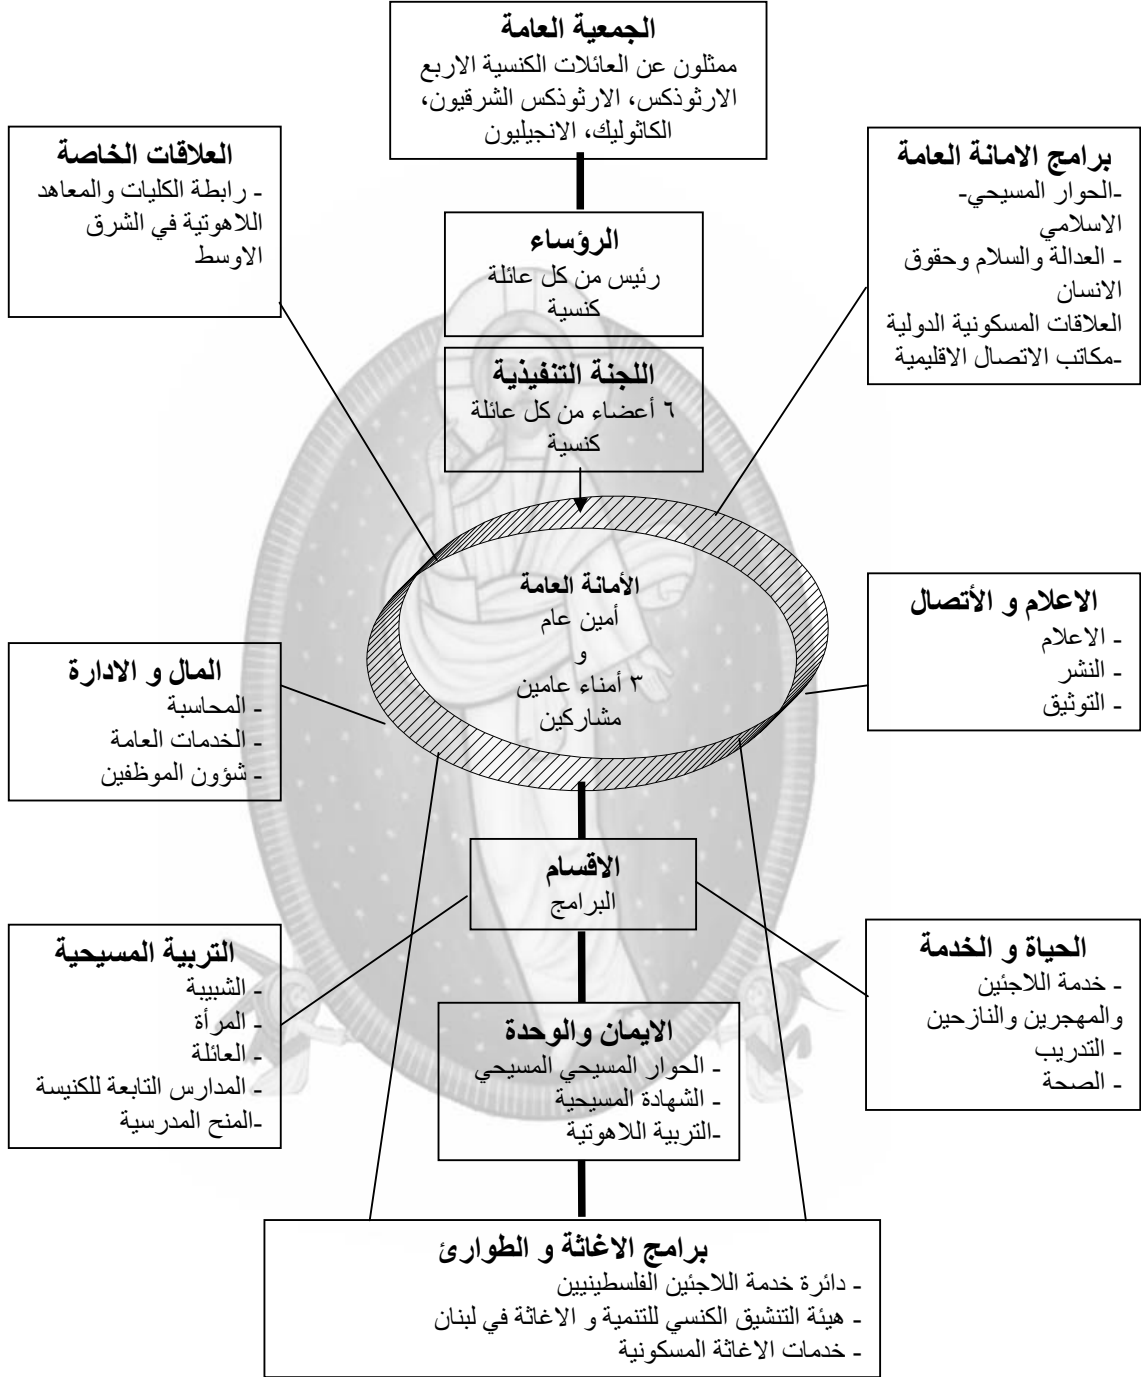 الجمعية العامة
ممثلون عن العائلات الكنسية الاربع
الارثوذكس، الارثوذكس الشرقيون،
الكاثوليك، الانجيليون
العلاقات الخاصة
- رابطة الكليات والمعاهد
اللاهوتية في الشرق
الاوسط
برامج الامانة العامة
-الحوار المسيحي-
الاسلامي
- العدالة والسلام وحقوق
الانسان
العلاقات المسكونية الدولية
-مكاتب الاتصال الاقليمية
الرؤساء
رئيس من كل عائلة
كنسية
اللجنة التنفيذية
٦ أعضاء من كل عائلة
كنسية
الأمانة العامة
أمين عام
و
٣ أمناء عامين
مشاركين
الاعلام و الأتصال
- الاعلام
- النشر
- التوثيق
المال و الادارة
- المحاسبة
- الخدمات العامة
- شؤون الموظفين
الاقسام
البرامج
الحياة و الخدمة
- خدمة اللاجئين
والمهجرين والنازحين
- التدريب
- الصحة
التربية المسيحية
- الشبيبة
- المرأة
- العائلة
- المدارس التابعة للكنيسة
-المنح المدرسية
الايمان والوحدة
- الحوار المسيحي المسيحي
- الشهادة المسيحية
-التربية اللاهوتية
برامج الاغاثة و الطوارئ
- دائرة خدمة اللاجئين الفلسطينيين
- هيئة التنشيق الكنسي للتنمية و الاغاثة في لبنان
- خدمات الاغاثة المسكونية